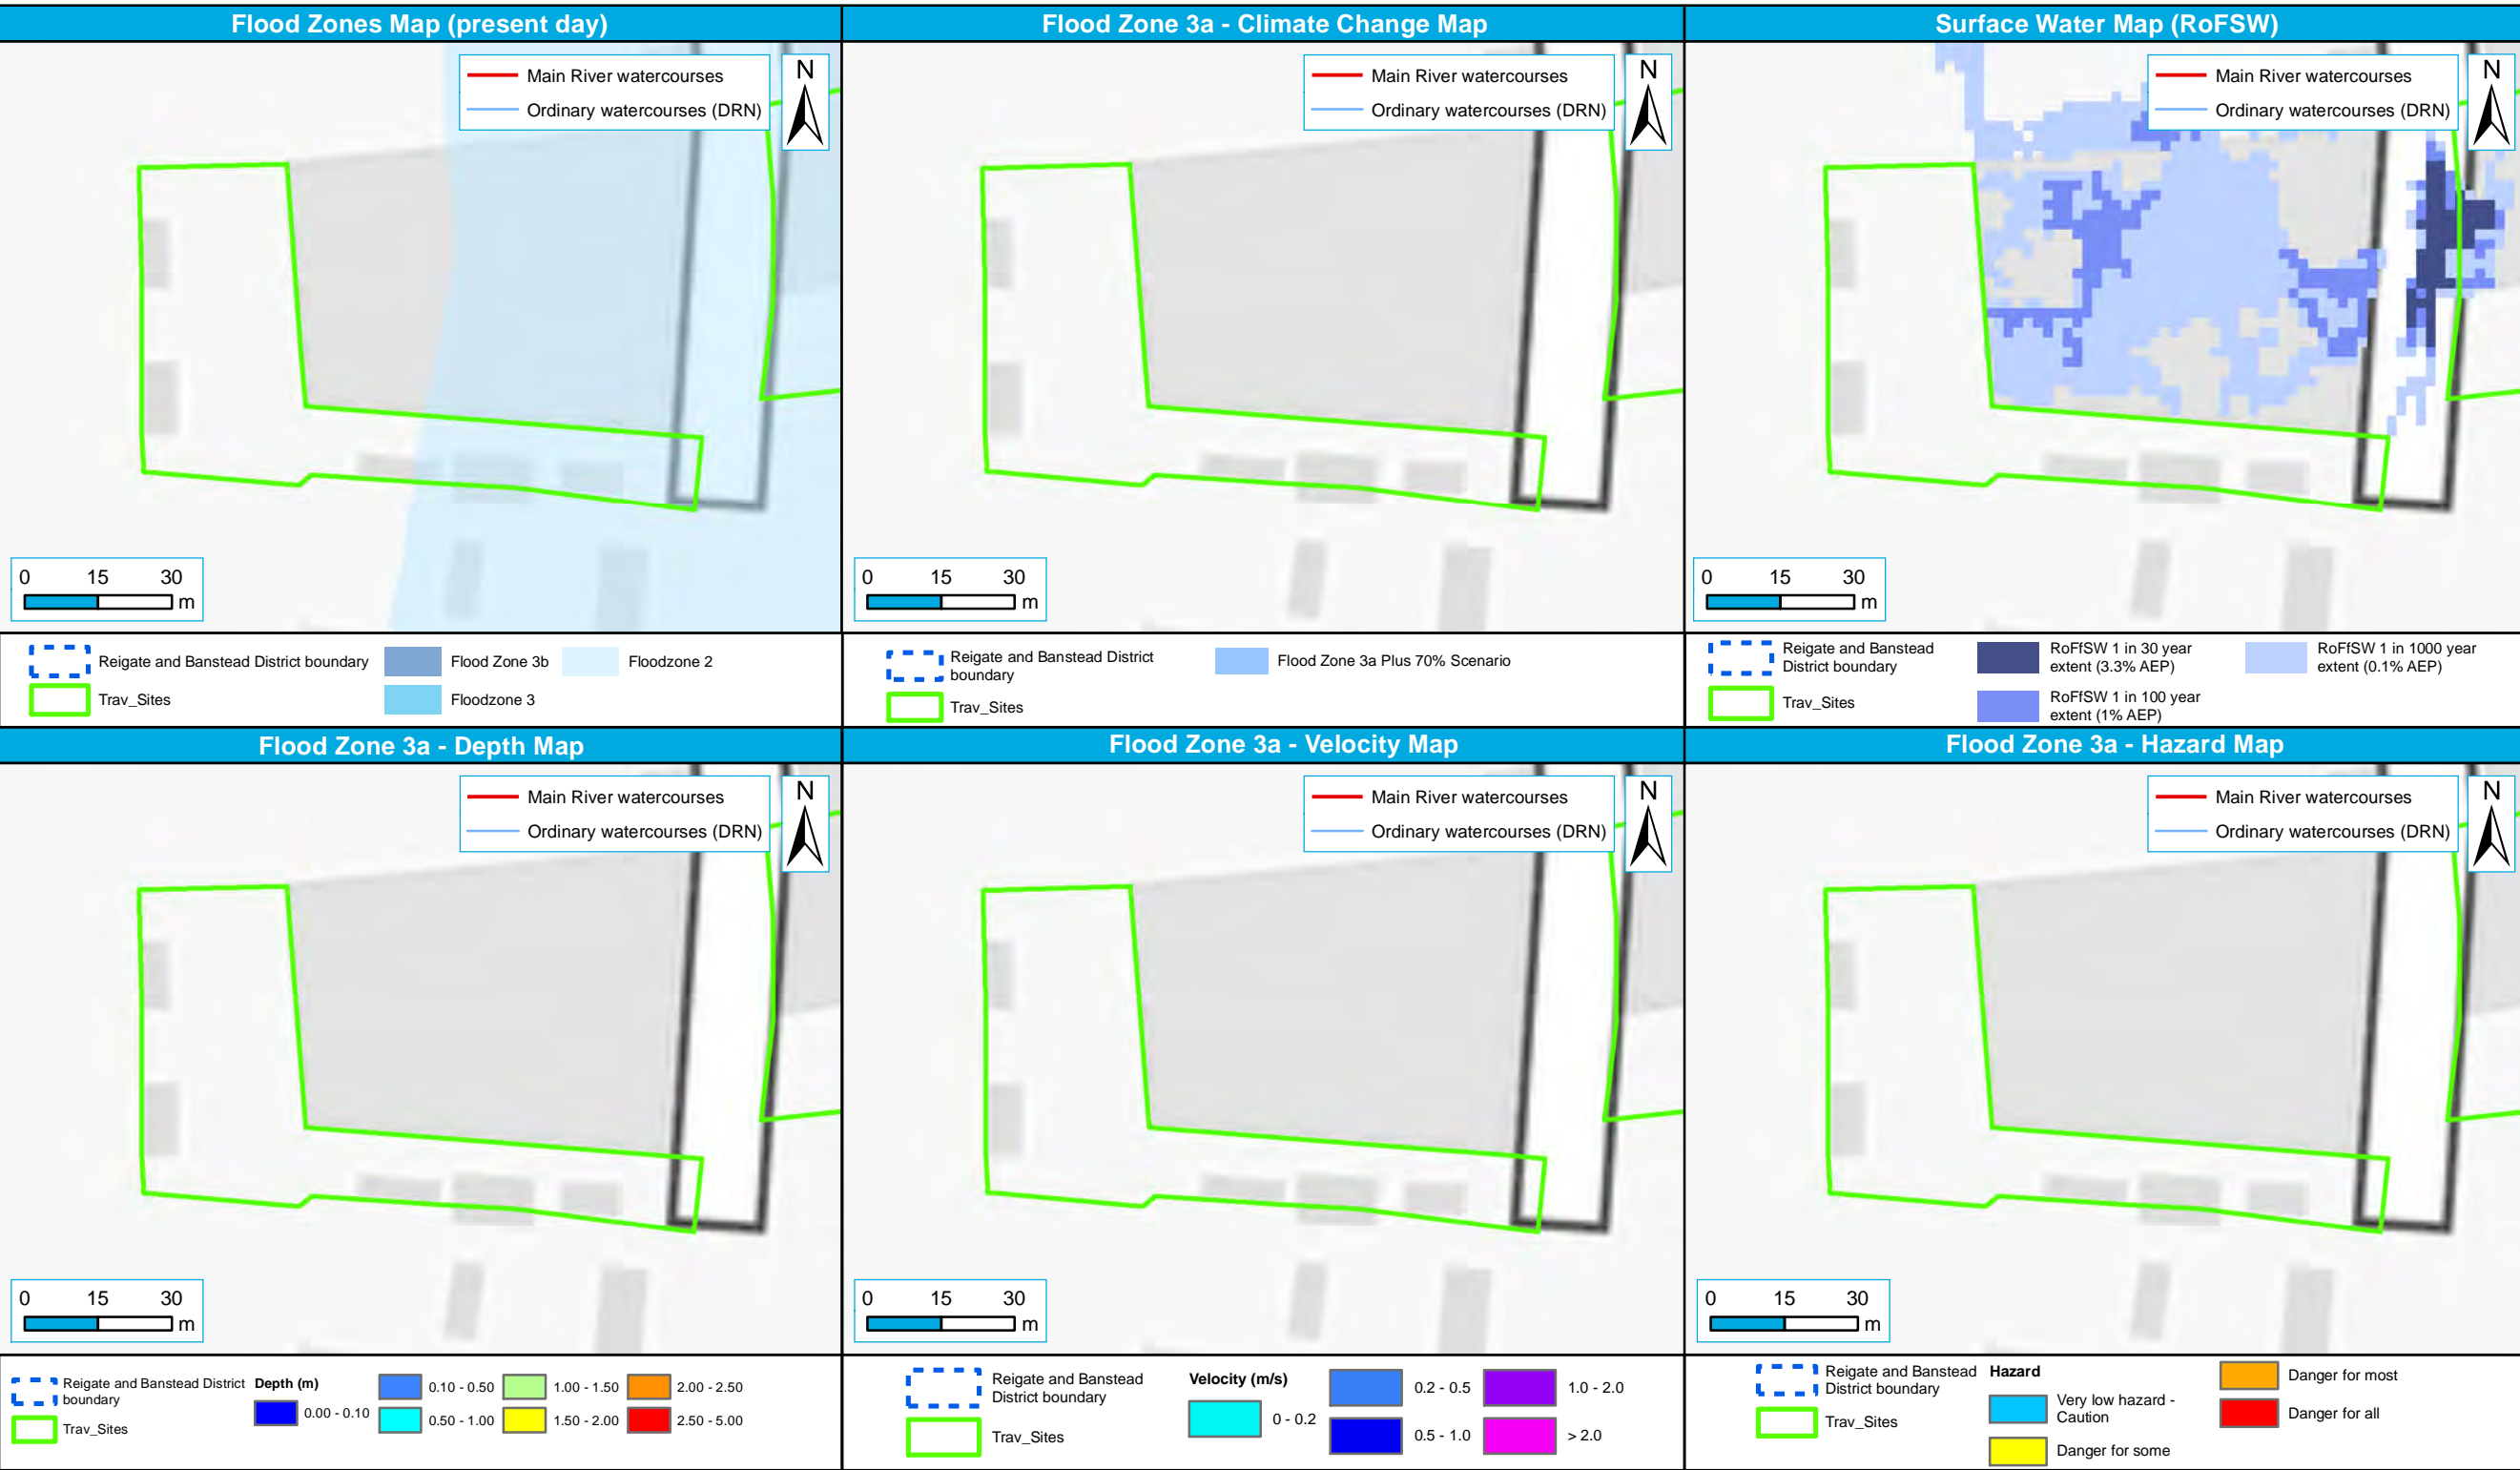 Flood Zones Map (present day)
Main River watercourses
Ordinary watercourses (DRN)
N
0 15 30
m
Reigate and Banstead District boundary
Trav_Sites
Flood Zone 3b
Floodzone 3
Floodzone 2
Flood Zone 3a - Climate Change Map
Main River watercourses
Ordinary watercourses (DRN)
N
0 15 30
m
Reigate and Banstead District
boundary
Trav_Sites
Flood Zone 3a Plus 70% Scenario
Surface Water Map (RoFSW)
Main River watercourses
Ordinary watercourses (DRN)
N
0 15 30
m
Reigate and Banstead
District boundary
Trav_Sites
RoFfSW 1 in 30 year
extent (3.3% AEP)
RoFfSW 1 in 100 year
extent (1% AEP)
RoFfSW 1 in 1000 year
extent (0.1% AEP)
Flood Zone 3a - Depth Map
Main River watercourses
Ordinary watercourses (DRN)
N
0 15 30
m
Reigate and Banstead District
boundary
Trav_Sites
Depth (m)
0.00 - 0.10
0.10 - 0.50
0.50 - 1.00
1.00 - 1.50
1.50 - 2.00
2.00 - 2.50
2.50 - 5.00
Flood Zone 3a - Velocity Map
Main River watercourses
Ordinary watercourses (DRN)
N
0 15 30
m
Reigate and Banstead
District boundary
Trav_Sites
Velocity (m/s)
0 - 0.2
0.2 - 0.5
0.5 - 1.0
1.0 - 2.0
> 2.0
Flood Zone 3a - Hazard Map
Main River watercourses
Ordinary watercourses (DRN)
N
0 15 30
m
Reigate and Banstead
District boundary
Trav_Sites
Hazard
Very low hazard -
Caution
Danger for some
Danger for most
Danger for all